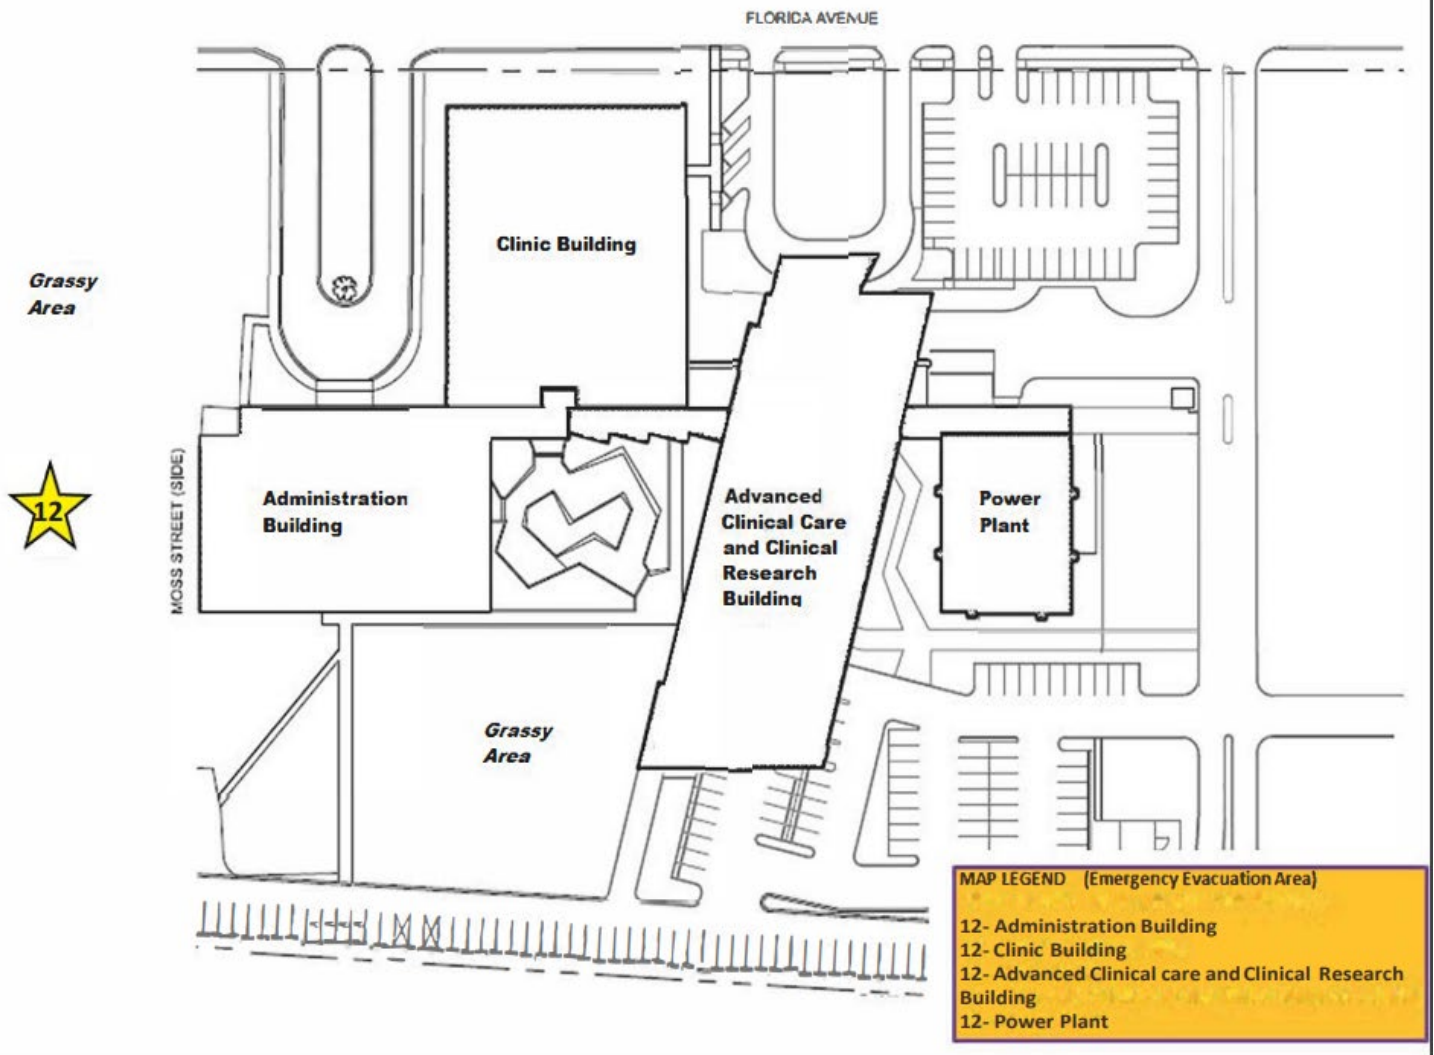 FLORIDA AVENUE
Clinic Building
Grassy
Area
MOSS STREET (SIDE)
12
Administration
Building
Advanced
Clinical Care
and Clinical
Research
Building
Power
Plant
Grassy
Area
MAP LEGEND (Emergency Evacuation Area)
12- Administration Building
12- Clinic Building
12- Advanced Clinical care and Clinical Research
Building
12- Power Plant